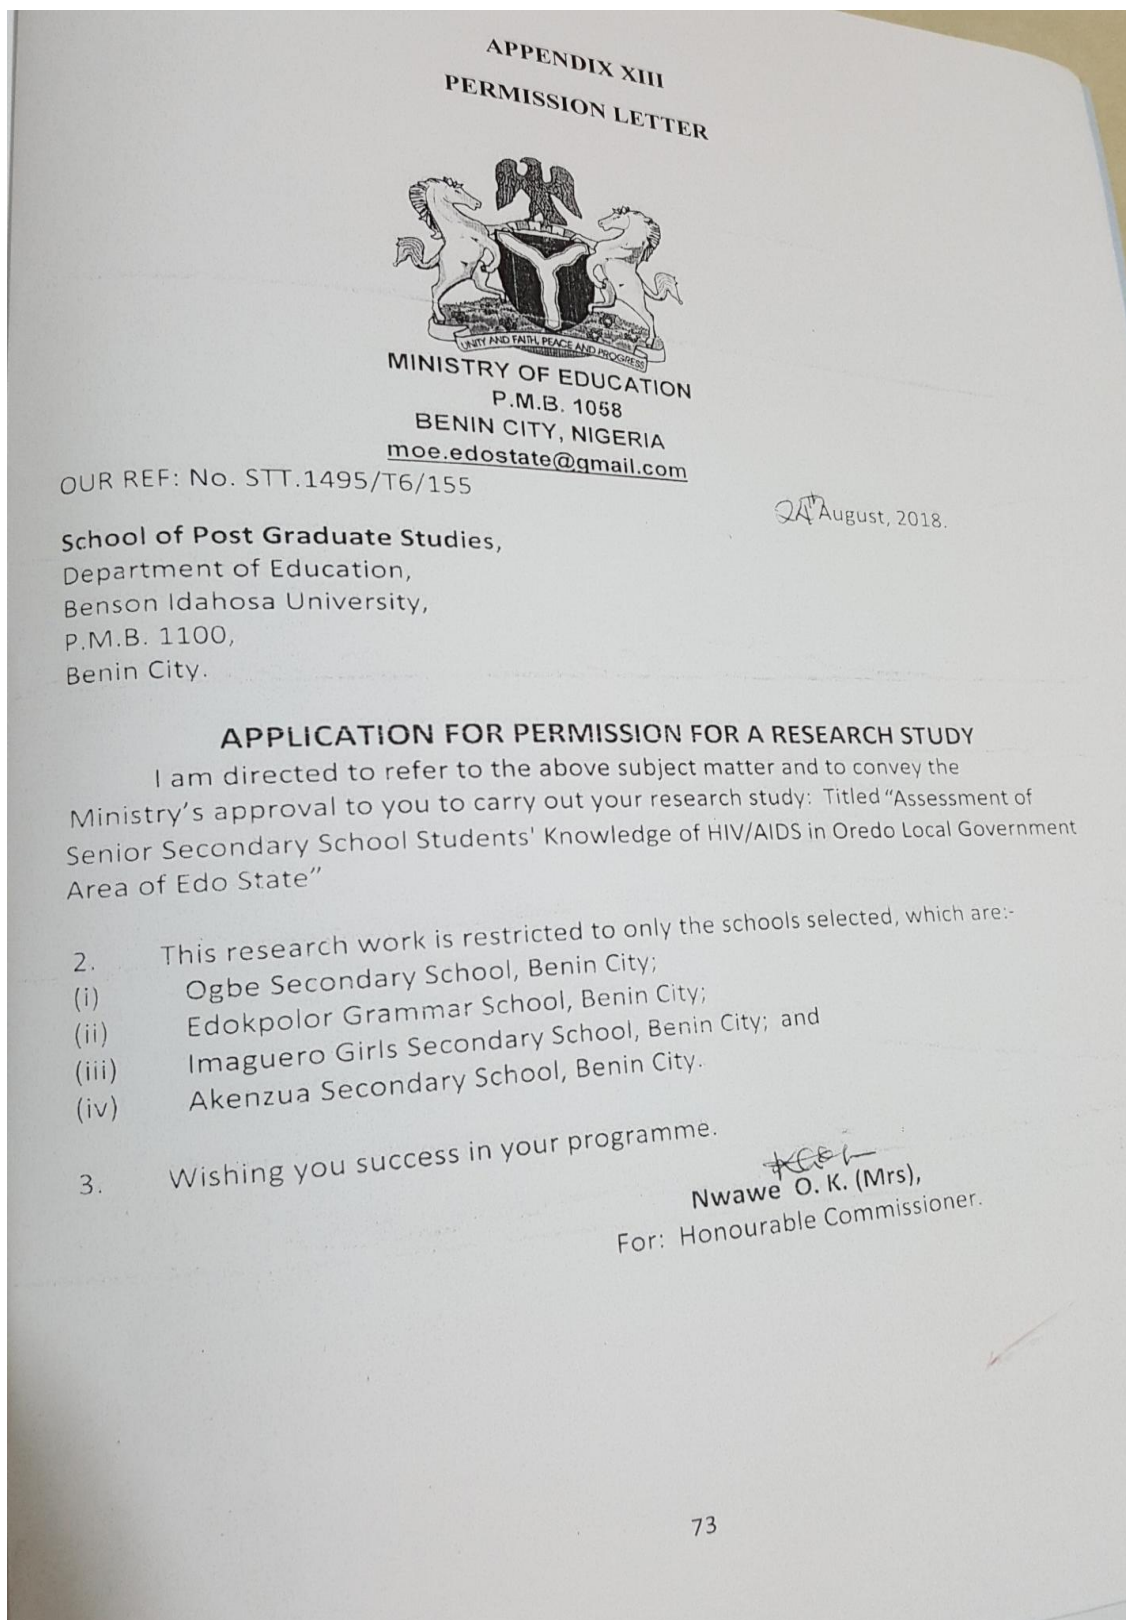 APPENDIX XIII
PERMISSION LETTER
UNITY AND FAITH, PEACE AND PROGRESS
MINISTRY OF EDUCATION
P.M.B. 1058
BENIN CITY, NIGERIA
moe.edostate@gmail.com
OUR REF: No. STT.1495/T6/155
24th August, 2018.
School of Post Graduate Studies,
Department of Education,
Benson Idahosa University,
P.M.B. 1100,
Benin City.
APPLICATION FOR PERMISSION FOR A RESEARCH STUDY
I am directed to refer to the above subject matter and to convey the
Ministry's approval to you to carry out your research study: Titled "Assessment of
Senior Secondary School Students' Knowledge of HIV/AIDS in Oredo Local Government
Area of Edo State"
2. This research work is restricted to only the schools selected, which are:-
(i) Ogbe Secondary School, Benin City;
(ii) Edokpolor Grammar School, Benin City;
(iii) Imaguero Girls Secondary School, Benin City; and
(iv) Akenzua Secondary School, Benin City.
3. Wishing you success in your programme.
Nwawe O. K. (Mrs),
For: Honourable Commissioner.
73